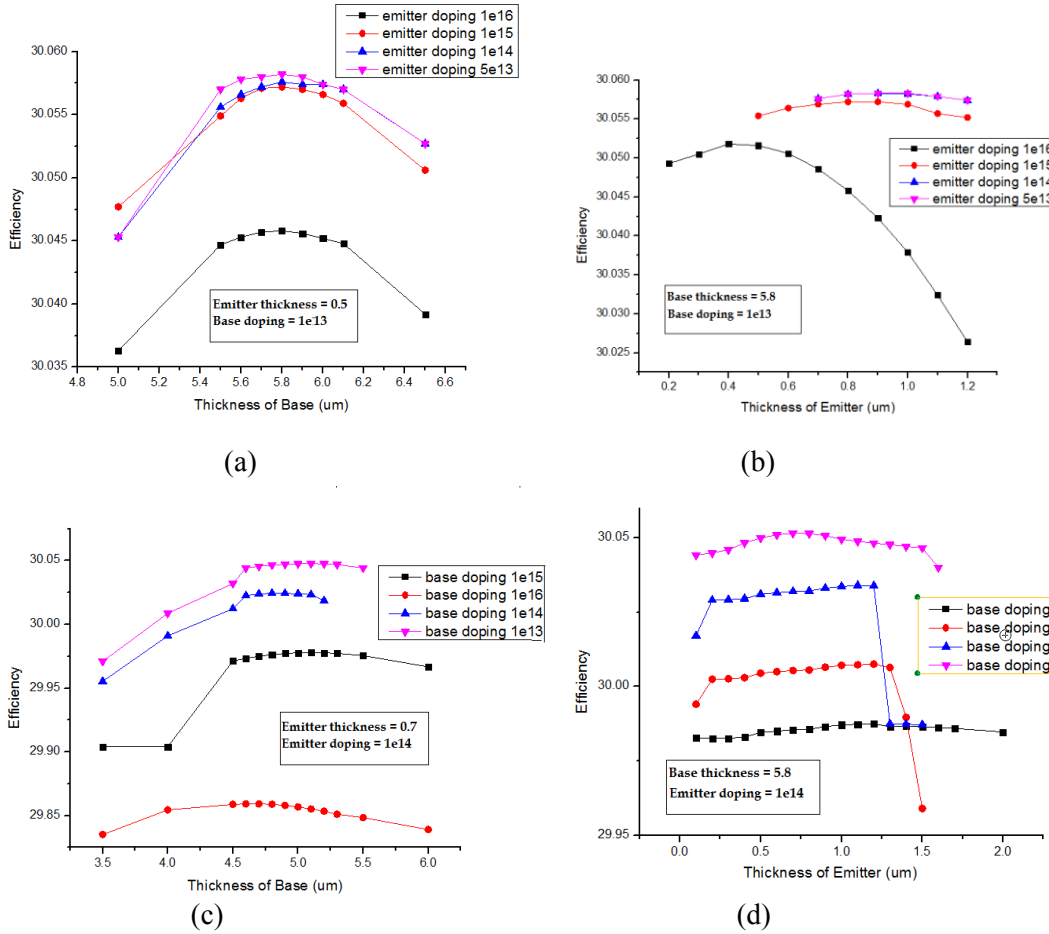 emitter doping 1e16
emitter doping 1e15
emitter doping 1e14
emitter doping 5e13
30.060
30.055
30.050
30.045
30.040
30.035
Efficiency
Emitter thickness = 0.5
Base doping = 1e13
4.8 5.0 5.2 5.4 5.6 5.8 6.0 6.2 6.4 6.6
Thickness of Base (um)
(a)
30.060
30.055
30.050
30.045
30.040
30.035
30.030
30.025
Efficiency
emitter doping 1e16
emitter doping 1e15
emitter doping 1e14
emitter doping 5e13
Base thickness = 5.8
Base doping = 1e13
0.2 0.4 0.6 0.8 1.0 1.2
Thickness of Emitter (um)
(b)
30.05
30.00
29.95
29.90
29.85
Efficiency
base doping 1e15
base doping 1e16
base doping 1e14
base doping 1e13
Emitter thickness = 0.7
Emitter doping = 1e14
3.5 4.0 4.5 5.0 5.5 6.0
Thickness of Base (um)
(c)
30.05
30.00
29.95
Efficiency
base doping
base doping
base doping
base doping
Base thickness = 5.8
Emitter doping = 1e14
0.0 0.5 1.0 1.5 2.0
Thickness of Emitter (um)
(d)